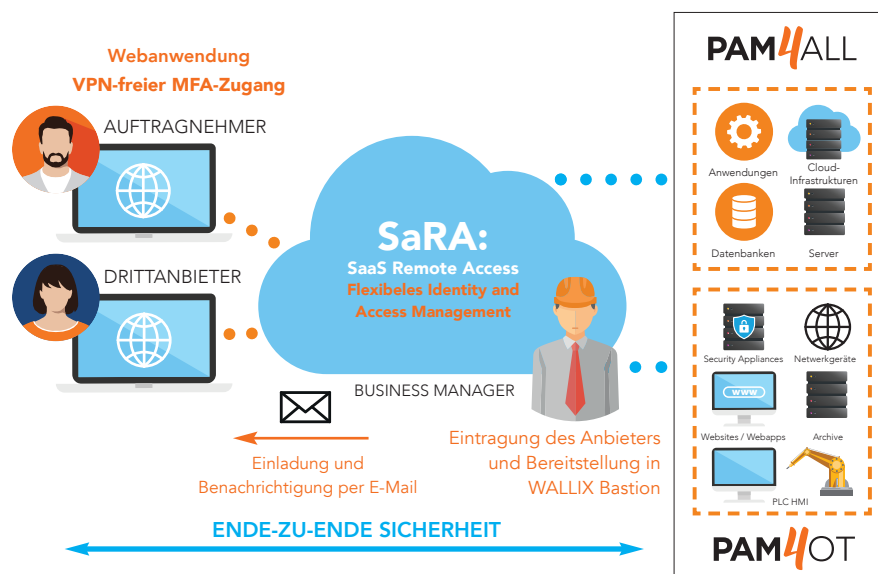 Webanwendung
VPN-freier MFA-Zugang
AUFTRAGNEHMER
DRITTANBIETER
SaRA:
SaaS Remote Access
Flexibeles Identity and
Access Management
BUSINESS MANAGER
Einladung und
Benachrichtigung per E-Mail
Eintragung des Anbieters
und Bereitstellung in
WALLIX Bastion
ENDE-ZU-ENDE SICHERHEIT
PAM4ALL
Anwendungen
Cloud-
Infrastrukturen
Datenbanken
Server
Security Appliances
Netwerkgeräte
www
Websites / Webapps
Archive
PLC HMI
PAM4OT